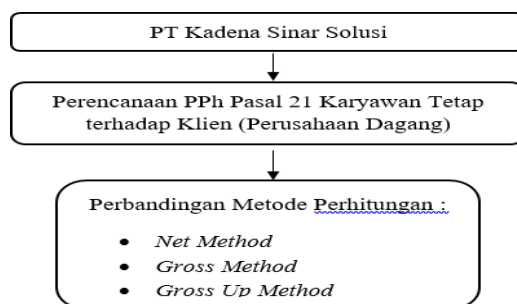 PT Kadena Sinar Solusi
Perencanaan PPh Pasal 21 Karyawan Tetap
terhadap Klien (Perusahaan Dagang)
Perbandingan Metode Perhitungan :
• Net Method
• Gross Method
• Gross Up Method